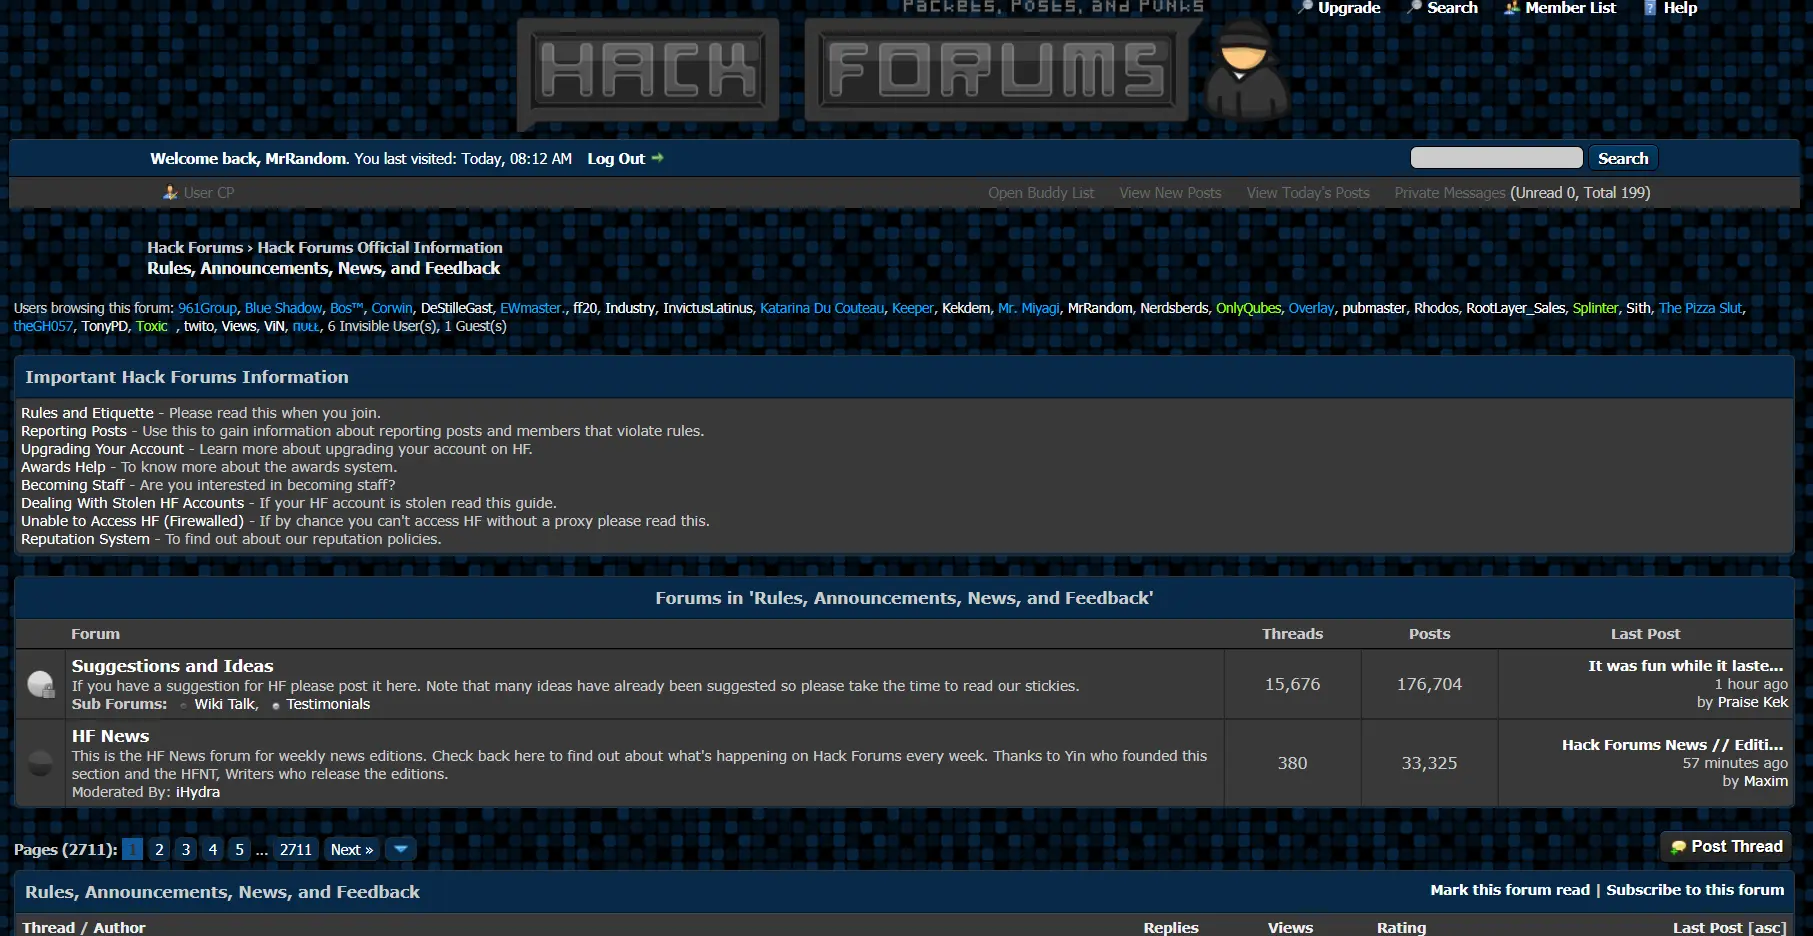 Packets, Posts, and Punks
Upgrade Search Member List Help
HACK FORUMS
Welcome back, MrRandom. You last visited: Today, 08:12 AM Log Out
Search
User CP
Open Buddy List View New Posts View Today's Posts Private Messages (Unread 0, Total 199)
Hack Forums › Hack Forums Official Information
Rules, Announcements, News, and Feedback
Users browsing this forum: 961Group, Blue Shadow, Bos™, Corwin, DeStilleGast, EWmaster., ff20, Industry, InvictusLatinus, Katarina Du Couteau, Keeper, Kekdem, Mr. Miyagi, MrRandom, Nerdsberds, OnlyQubes, Overlay, pubmaster, Rhodos, RootLayer_Sales, Splinter, Sith, The Pizza Slut,
theGH057, TonyPD, Toxic , twito, Views, ViN, 6 Invisible User(s), 1 Guest(s)
Important Hack Forums Information
Rules and Etiquette - Please read this when you join.
Reporting Posts - Use this to gain information about reporting posts and members that violate rules.
Upgrading Your Account - Learn more about upgrading your account on HF.
Awards Help - To know more about the awards system.
Becoming Staff - Are you interested in becoming staff?
Dealing With Stolen HF Accounts - If your HF account is stolen read this guide.
Unable to Access HF (Firewalled) - If by chance you can't access HF without a proxy please read this.
Reputation System - To find out about our reputation policies.
Forums in 'Rules, Announcements, News, and Feedback'
Forum Threads Posts Last Post
Suggestions and Ideas
If you have a suggestion for HF please post it here. Note that many ideas have already been suggested so please take the time to read our stickies.
Sub Forums: Wiki Talk, Testimonials
15,676 176,704
It was fun while it laste...
1 hour ago
by Praise Kek
HF News
This is the HF News forum for weekly news editions. Check back here to find out about what's happening on Hack Forums every week. Thanks to Yin who founded this
section and the HFNT, Writers who release the editions.
Moderated By: iHydra
380 33,325
Hack Forums News // Editi...
57 minutes ago
by Maxim
Pages (2711): 1 2 3 4 5 ... 2711 Next »
Post Thread
Rules, Announcements, News, and Feedback
Mark this forum read | Subscribe to this forum
Thread / Author Replies Views Rating Last Post [asc]